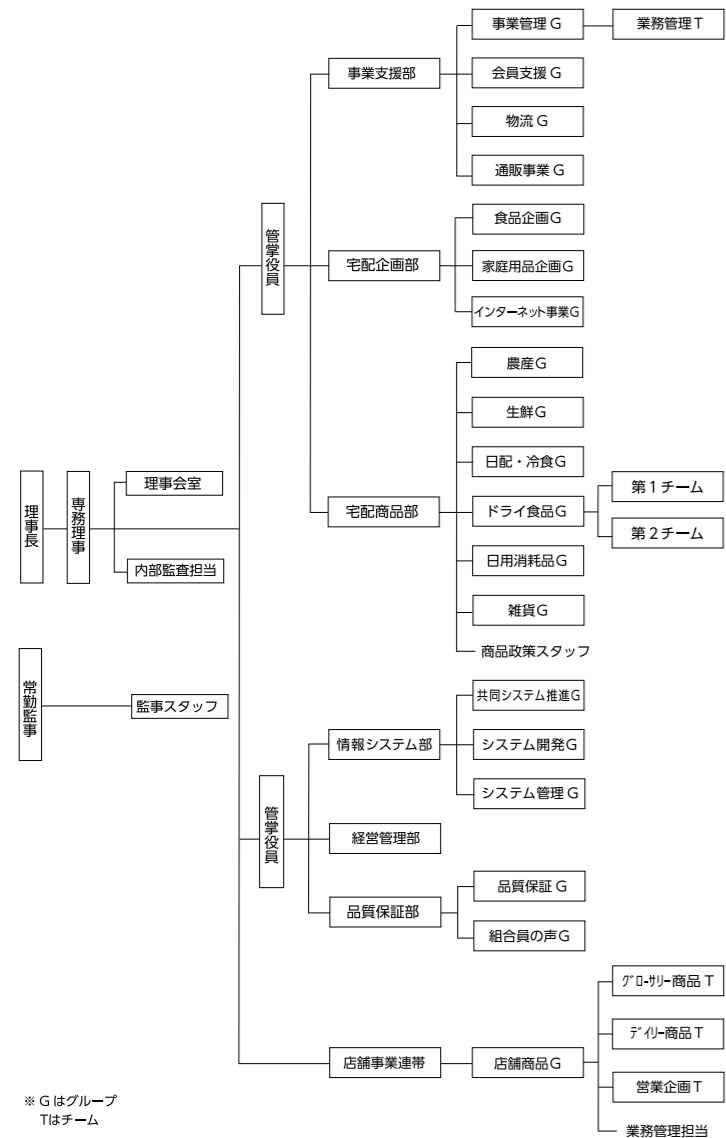 事業管理 G
業務管理 T
事業支援部
会員支援 G
物流 G
通販事業 G
管掌役員
食品企画G
宅配企画部
家庭用品企画G
インターネット事業G
農産G
生鮮G
日配・冷食G
理事長
専務理事
理事会室
宅配商品部
ドライ食品G
第1チーム
第2チーム
内部監査担当
日用消耗品G
雑貨G
商品政策スタッフ
常勤監事
監事スタッフ
共同システム推進G
情報システム部
システム開発G
システム管理 G
管掌役員
経営管理部
品質保証 G
品質保証部
組合員の声G
グローサリー商品 T
デイリー商品 T
店舗事業連帯
店舗商品G
営業企画 T
業務管理担当
※ G はグループ
Tはチーム